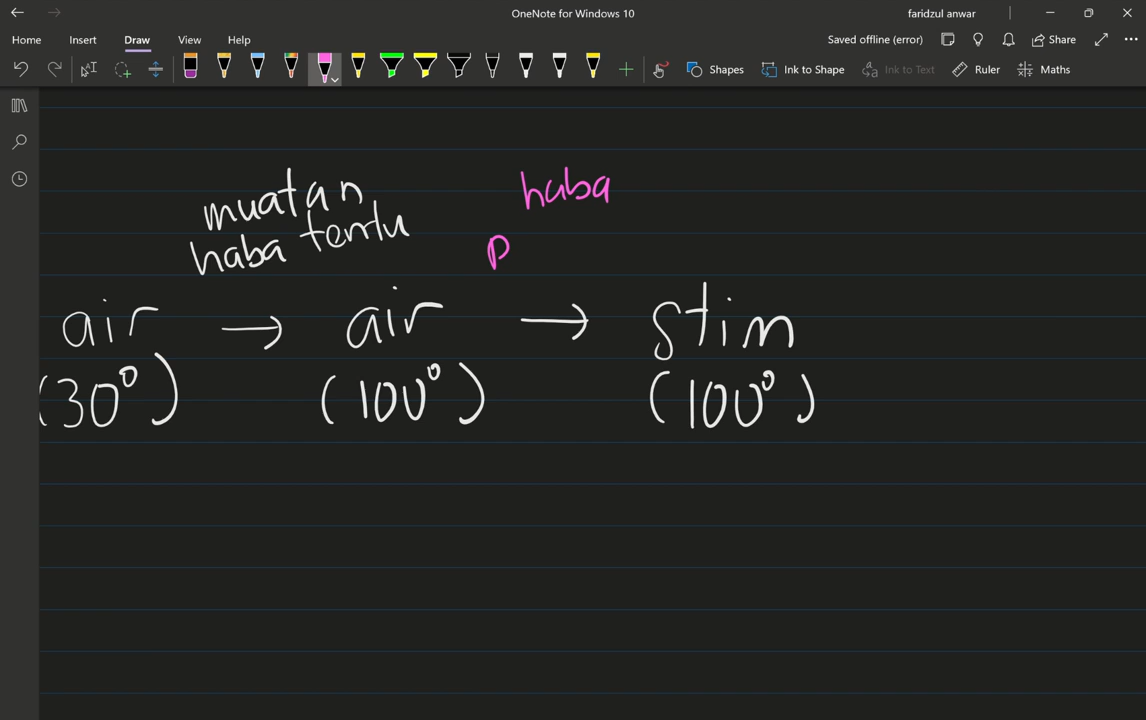 OneNote for Windows 10
faridzul anwar
Home
Insert
Draw
View
Help
Saved offline (error)
Share
Shapes
Ink to Shape
Ink to Text
Ruler
Maths
muatan
haba tentu
haba
p
air → air → stim
(30°) (100°) (100°)